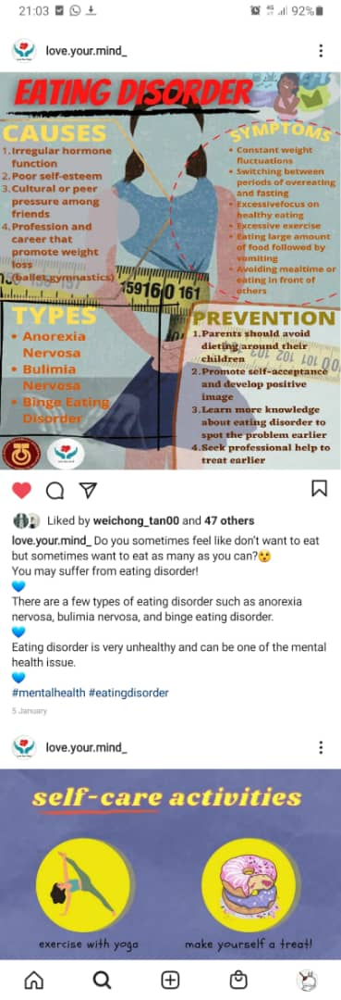 21:03
92%
love.your.mind_
EATING DISORDER
CAUSES
1. Irregular hormone
function
2. Poor self-esteem
3. Cultural or peer
pressure among
friends
4. Profession and
career that
promote weight
loss
(ballet,gymnastics)
SYMPTOMS
• Constant weight
fluctuations
• Switching between
periods of overeating
and fasting
• Excessivefocus on
healthy eating
• Excessive exercise
• Eating large amount
of food followed by
vomiting
• Avoiding mealtime or
eating in front of
others
15916 0 161
TYPES
• Anorexia
Nervosa
• Bulimia
Nervosa
• Binge Eating
Disorder
PREVENTION
1. Parents should avoid
dieting around their
children
2. Promote self-acceptance
and develop positive
image
3. Learn more knowledge
about eating disorder to
spot the problem earlier
4. Seek professional help to
treat earlier
Liked by weichong_tan00 and 47 others
love.your.mind_ Do you sometimes feel like don't want to eat
but sometimes want to eat as many as you can?😲
You may suffer from eating disorder!
💙
There are a few types of eating disorder such as anorexia
nervosa, bulimia nervosa, and binge eating disorder.
💙
Eating disorder is very unhealthy and can be one of the mental
health issue.
💙
#mentalhealth #eatingdisorder
5 January
love.your.mind_
self-care activities
exercise with yoga
make yourself a treat!